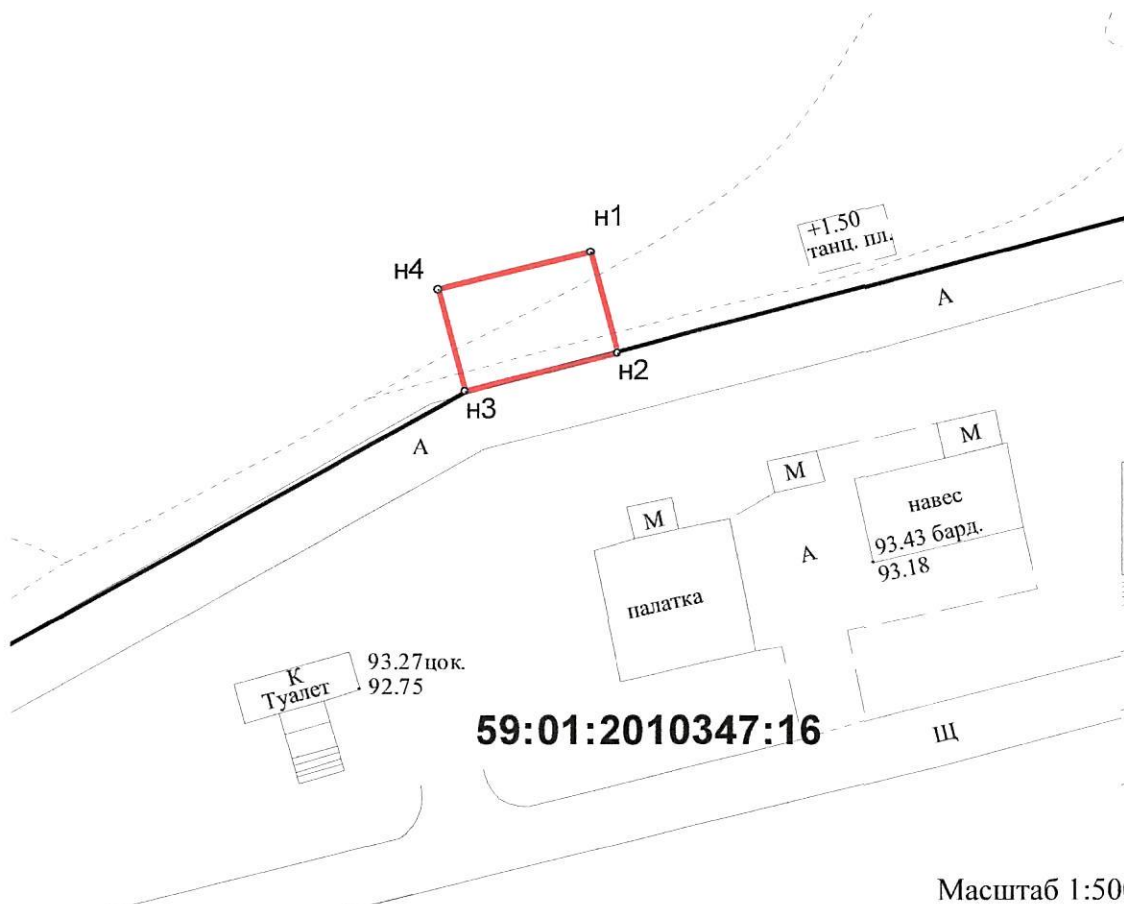 н1
+1.50
танц. пл.
н4
А
н2
н3
А
М
М
навес
М
93.43 бард.
А
93.18
палатка
93.27цок.
К
Туалет
92.75
59:01:2010347:16
Щ
Масштаб 1:500